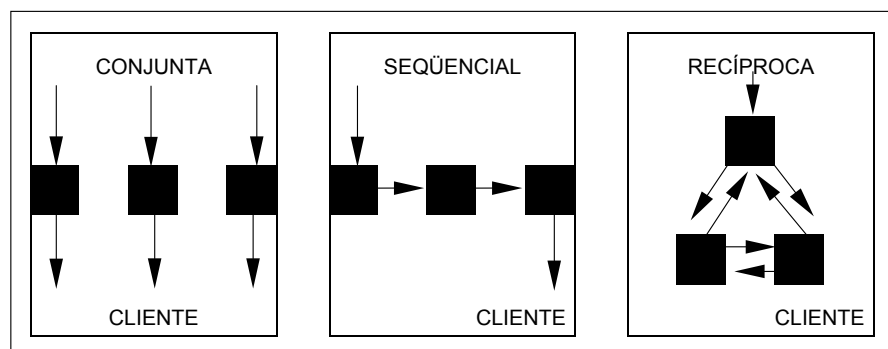 CONJUNTA
SEQÜENCIAL
RECÍPROCA
CLIENTE
CLIENTE
CLIENTE